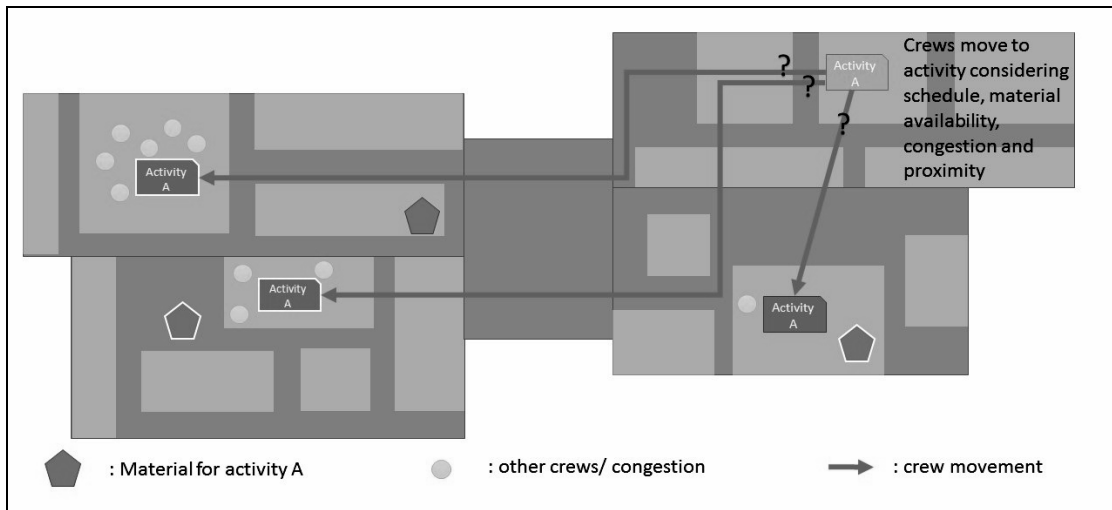 ?
?
?
Activity
A
Crews move to
activity considering
schedule, material
availability,
congestion and
proximity
Activity
A
Activity
A
Activity
A
: Material for activity A
: other crews/ congestion
: crew movement